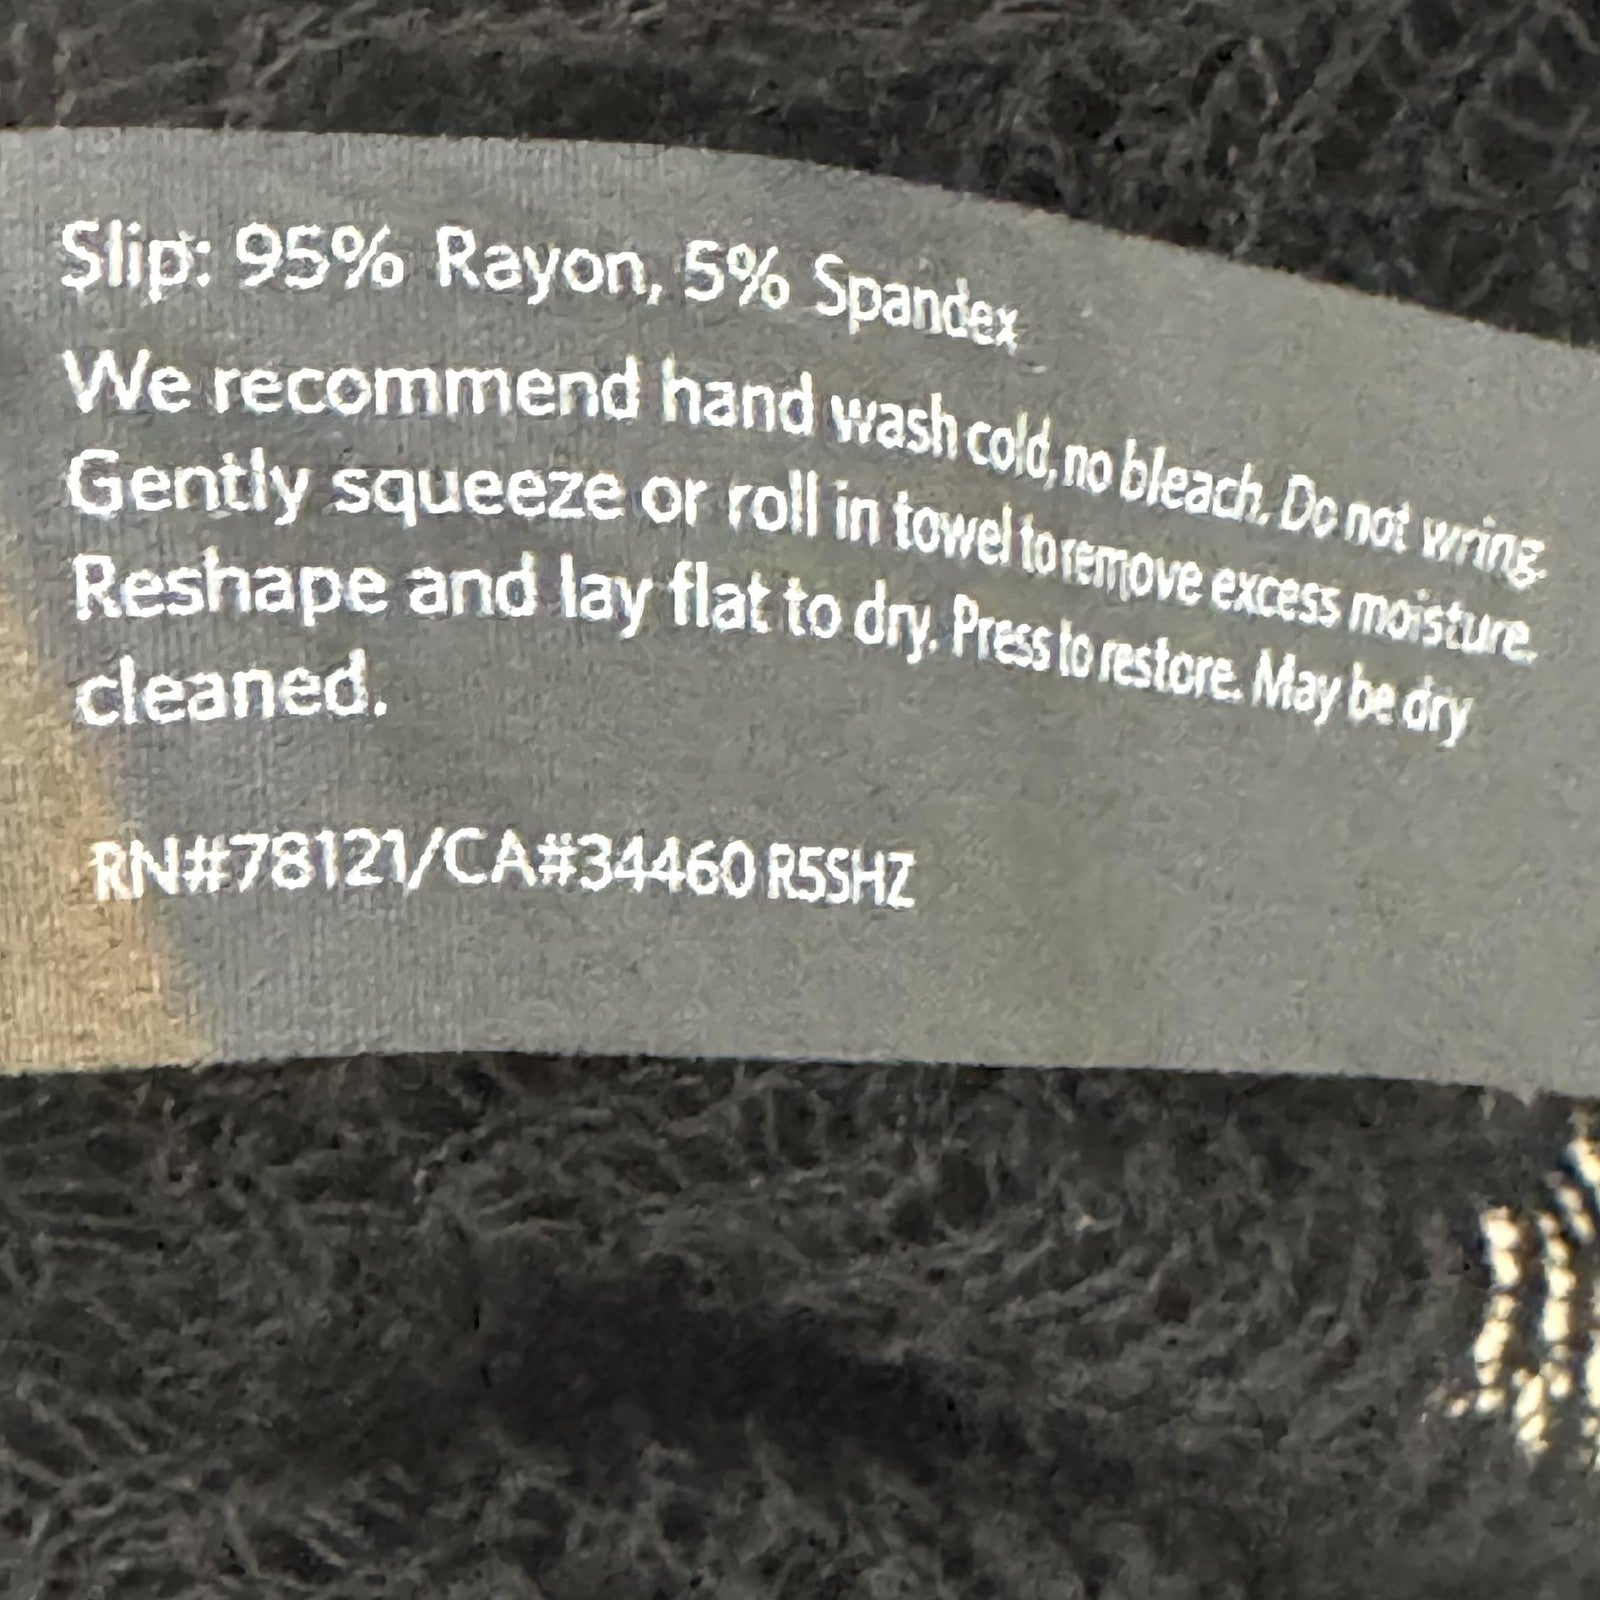 Slip: 95% Rayon, 5% Spandex
We recommend hand wash cold, no bleach. Do not wring.
Gently squeeze or roll in towel to remove excess moisture.
Reshape and lay flat to dry. Press to restore. May be dry
cleaned.
RN#78121/CA#34460 R5SHZ